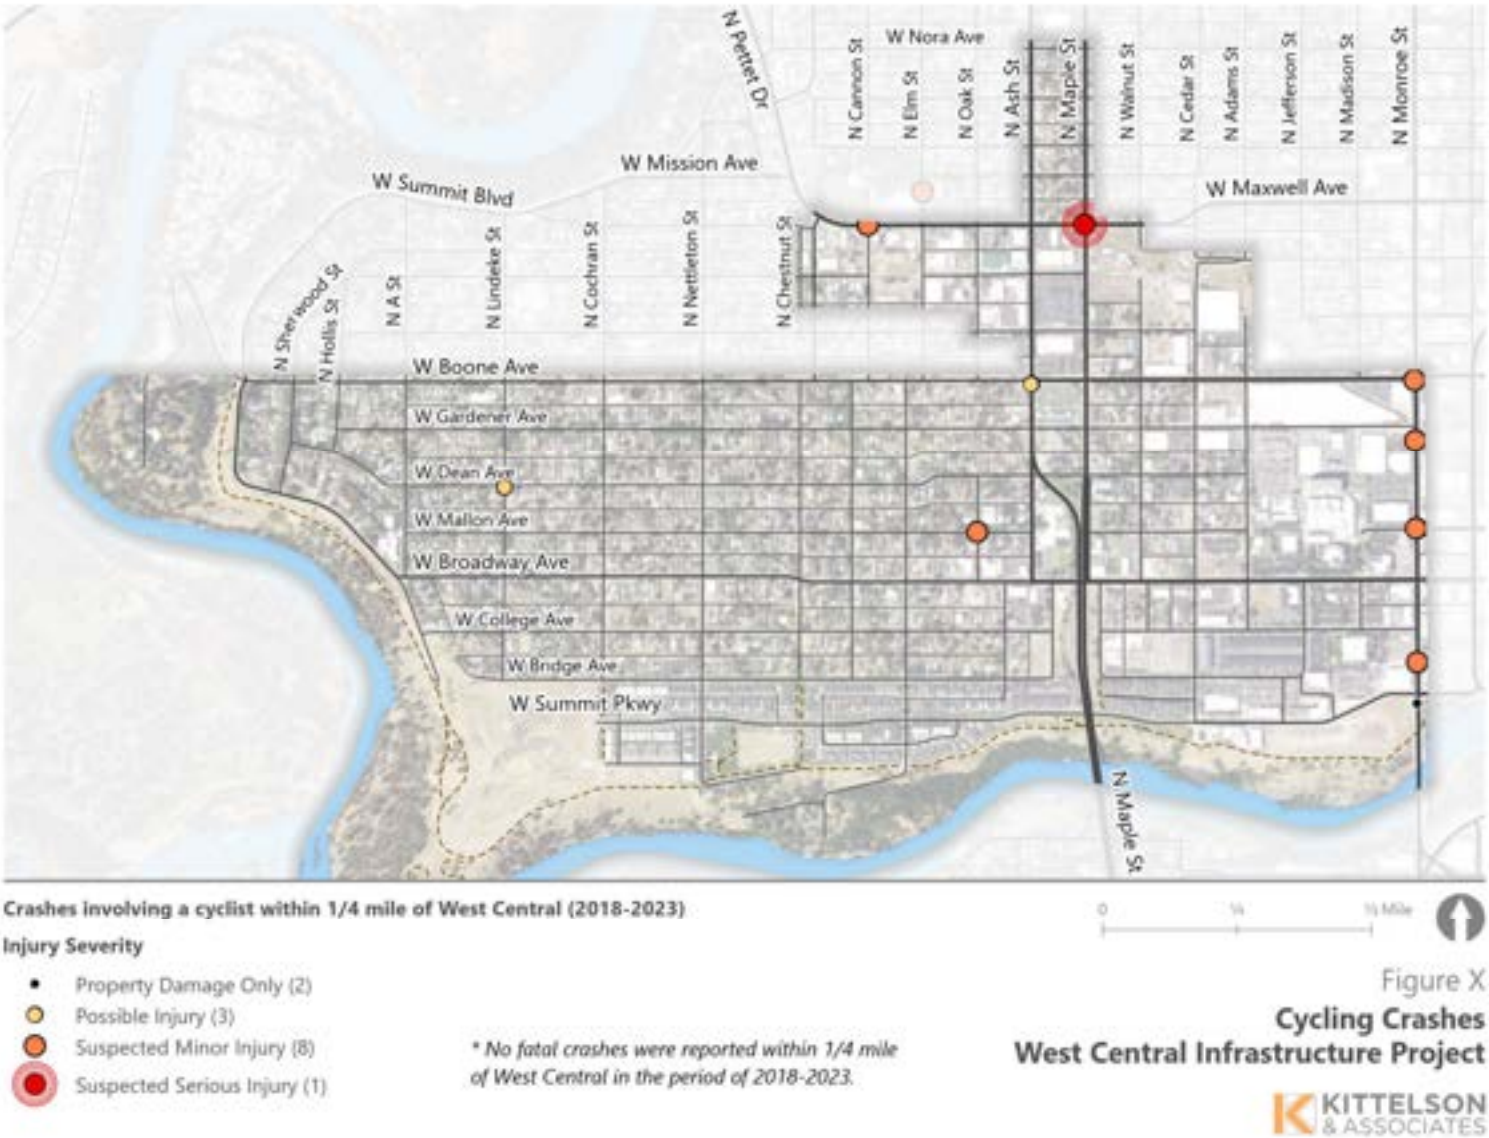 N Pettet Dr
N Cannon St
W Nora Ave
N Elm St
N Oak St
N Ash St
N Maple St
N Walnut St
N Cedar St
N Adams St
N Jefferson St
N Madison St
N Monroe St
W Mission Ave
W Summit Blvd
W Maxwell Ave
N Sherwood St
N Hollis St
N A St
N Lindeke St
N Cochran St
N Nettleton St
N Chestnut St
W Boone Ave
W Gardener Ave
W Dean Ave
W Mallon Ave
W Broadway Ave
W College Ave
W Bridge Ave
W Summit Pkwy
N Maple St
Crashes involving a cyclist within 1/4 mile of West Central (2018-2023)
0 ¼ ½ Mile
Injury Severity
Property Damage Only (2)
Possible Injury (3)
Suspected Minor Injury (8)
Suspected Serious Injury (1)
* No fatal crashes were reported within 1/4 mile
of West Central in the period of 2018-2023.
Figure X
Cycling Crashes
West Central Infrastructure Project
KITTELSON
& ASSOCIATES